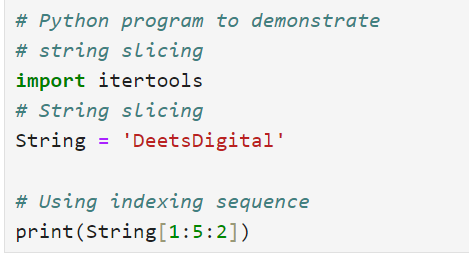 # Python program to demonstrate
# string slicing
import itertools
# String slicing
String = 'DeetsDigital'
# Using indexing sequence
print(String[1:5:2])